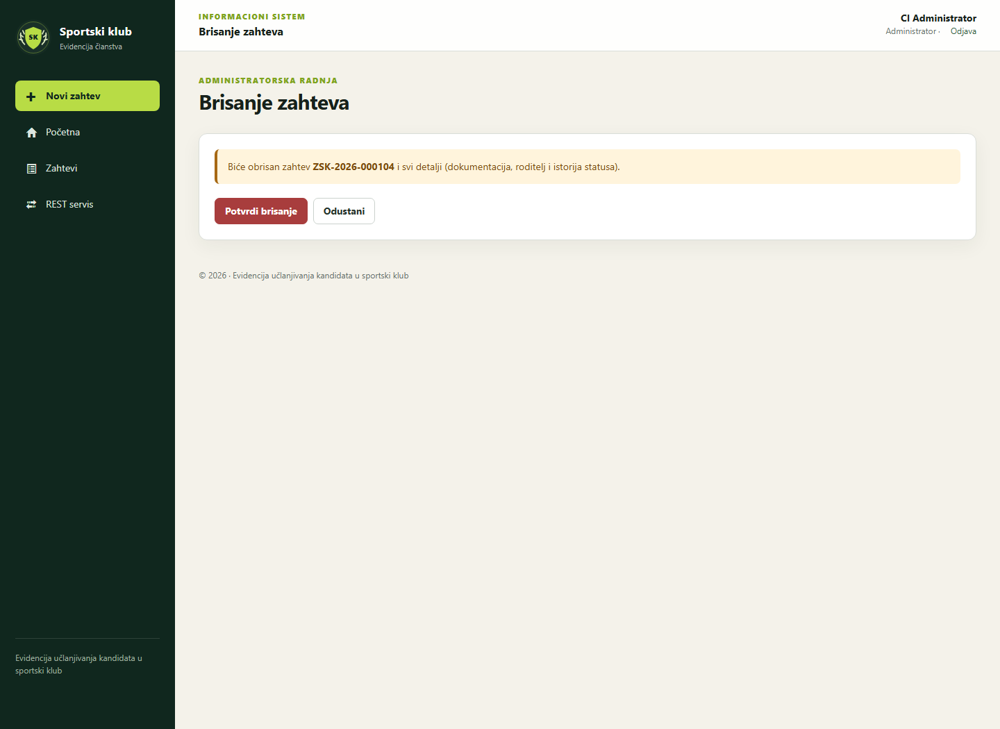 SK
Sportski klub
Evidencija članstva
Novi zahtev
Početna
Zahtevi
REST servis
Evidencija učlanjivanja kandidata u
sportski klub
INFORMACIONI SISTEM
Brisanje zahteva
CI Administrator
Administrator · Odjava
ADMINISTRATORSKA RADNJA
Brisanje zahteva
Biće obrisan zahtev ZSK-2026-000104 i svi detalji (dokumentacija, roditelj i istorija statusa).
Potvrdi brisanje
Odustani
© 2026 · Evidencija učlanjivanja kandidata u sportski klub